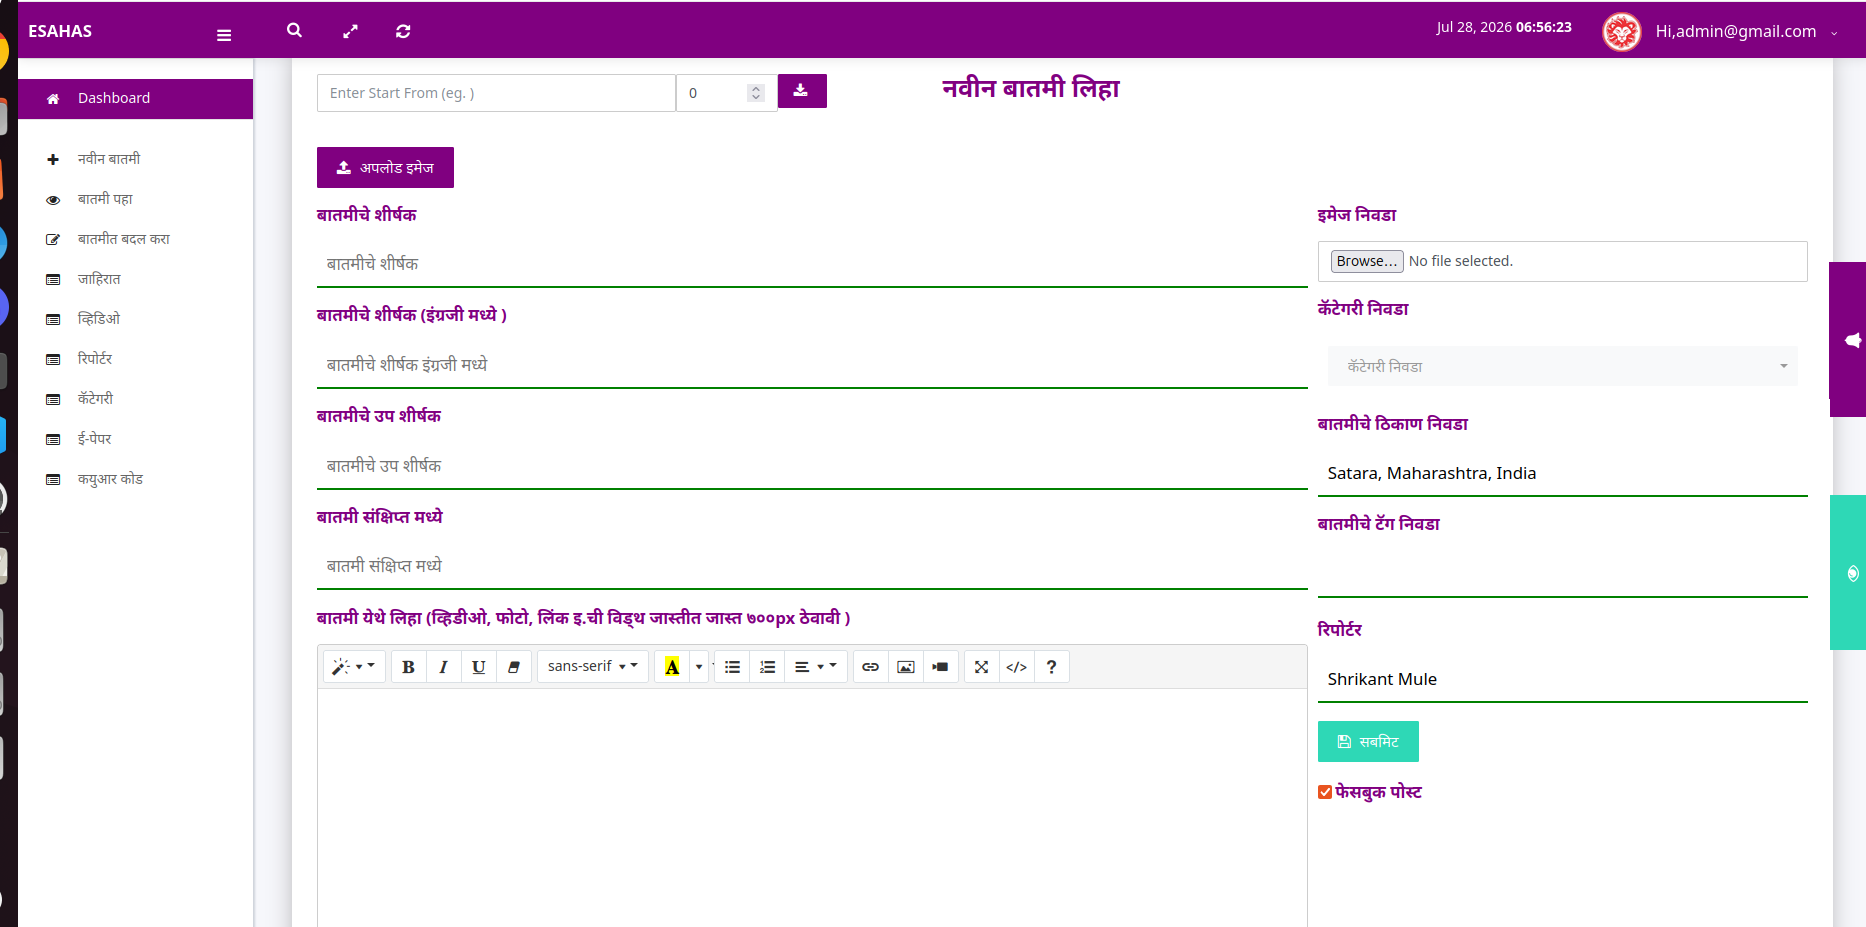 ESAHAS
Jul 28, 2026 06:56:23
Hi,admin@gmail.com
Dashboard
नवीन बातमी
बातमी पहा
बातमीत बदल करा
जाहिरात
व्हिडिओ
रिपोर्टर
कॅटेगरी
ई-पेपर
कयुआर कोड
Enter Start From (eg. )
0
नवीन बातमी लिहा
अपलोड इमेज
बातमीचे शीर्षक
बातमीचे शीर्षक
बातमीचे शीर्षक (इंग्रजी मध्ये )
बातमीचे शीर्षक इंग्रजी मध्ये
बातमीचे उप शीर्षक
बातमीचे उप शीर्षक
बातमी संक्षिप्त मध्ये
बातमी संक्षिप्त मध्ये
बातमी येथे लिहा (व्हिडीओ, फोटो, लिंक इ.ची विड्थ जास्तीत जास्त ७००px ठेवावी )
B I U sans-serif A </> ?
इमेज निवडा
Browse... No file selected.
कॅटेगरी निवडा
कॅटेगरी निवडा
बातमीचे ठिकाण निवडा
Satara, Maharashtra, India
बातमीचे टॅग निवडा
रिपोर्टर
Shrikant Mule
सबमिट
फेसबुक पोस्ट